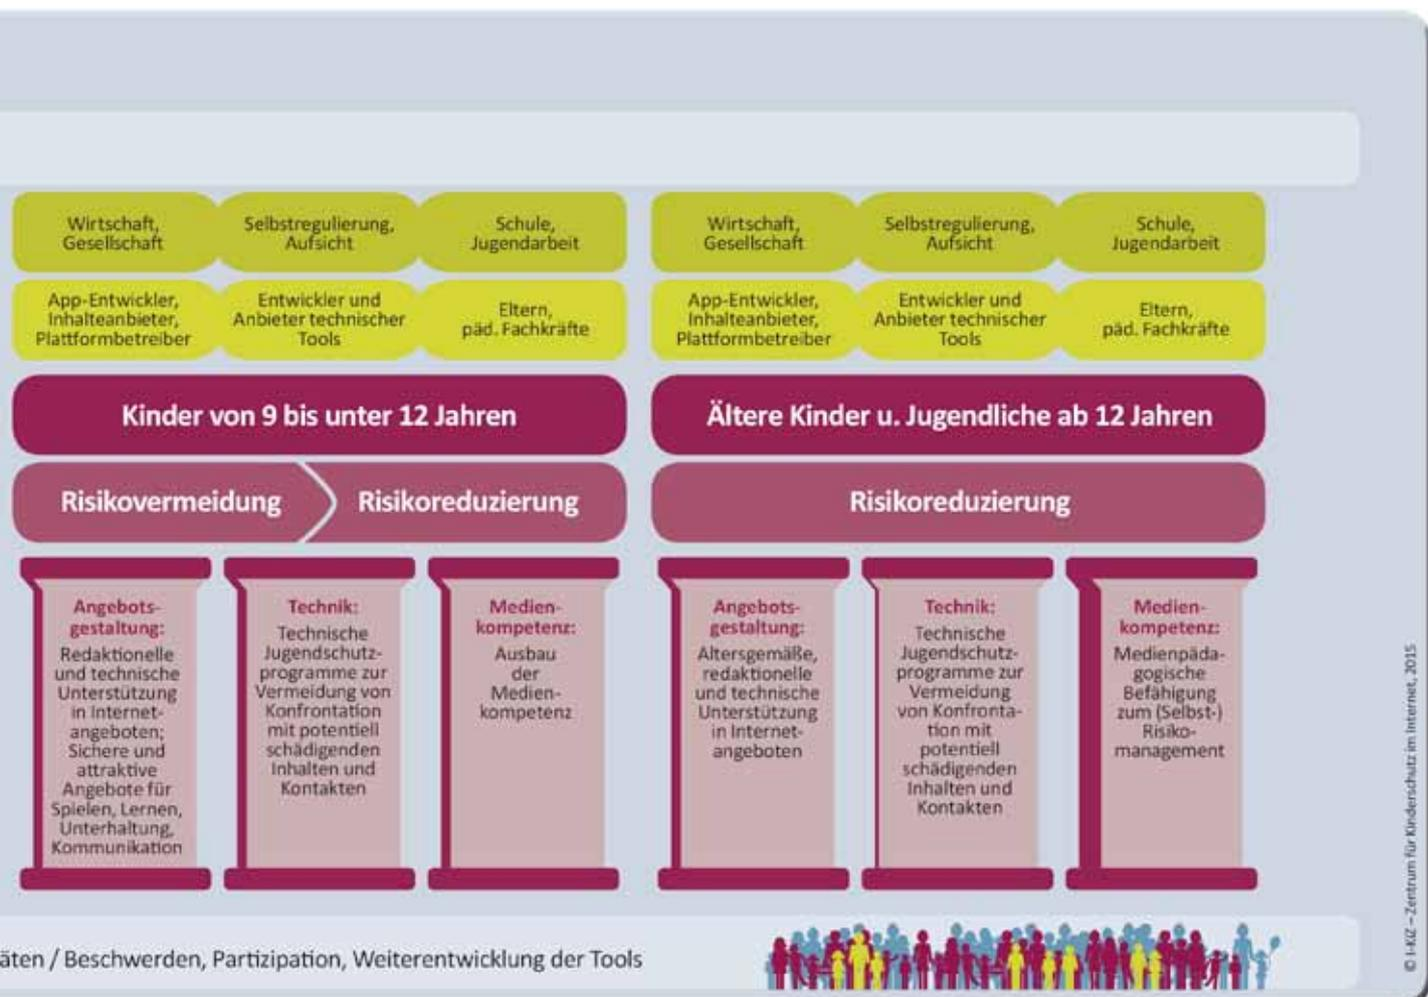 Wirtschaft,
Gesellschaft
Selbstregulierung,
Aufsicht
Schule,
Jugendarbeit
App-Entwickler,
Inhalteanbieter,
Plattformbetreiber
Entwickler und
Anbieter technischer
Tools
Eltern,
päd. Fachkräfte
Kinder von 9 bis unter 12 Jahren
Risikovermeidung
Risikoreduzierung
Angebots-
gestaltung:
Redaktionelle
und technische
Unterstützung
in Internet-
angeboten;
Sichere und
attraktive
Angebote für
Spielen, Lernen,
Unterhaltung,
Kommunikation
Technik:
Technische
Jugendschutz-
programme zur
Vermeidung von
Konfrontation
mit potentiell
schädigenden
Inhalten und
Kontakten
Medien-
kompetenz:
Ausbau
der
Medien-
kompetenz
Wirtschaft,
Gesellschaft
Selbstregulierung,
Aufsicht
Schule,
Jugendarbeit
App-Entwickler,
Inhalteanbieter,
Plattformbetreiber
Entwickler und
Anbieter technischer
Tools
Eltern,
päd. Fachkräfte
Ältere Kinder u. Jugendliche ab 12 Jahren
Risikoreduzierung
Angebots-
gestaltung:
Altersgemäße,
redaktionelle
und technische
Unterstützung
in Internet-
angeboten
Technik:
Technische
Jugendschutz-
programme zur
Vermeidung
von Konfronta-
tion mit
potentiell
schädigenden
Inhalten und
Kontakten
Medien-
kompetenz:
Medienpäda-
gogische
Befähigung
zum (Selbst-)
Risiko-
management
äten / Beschwerden, Partizipation, Weiterentwicklung der Tools
© I-KiZ – Zentrum für Kinderschutz im Internet, 2015